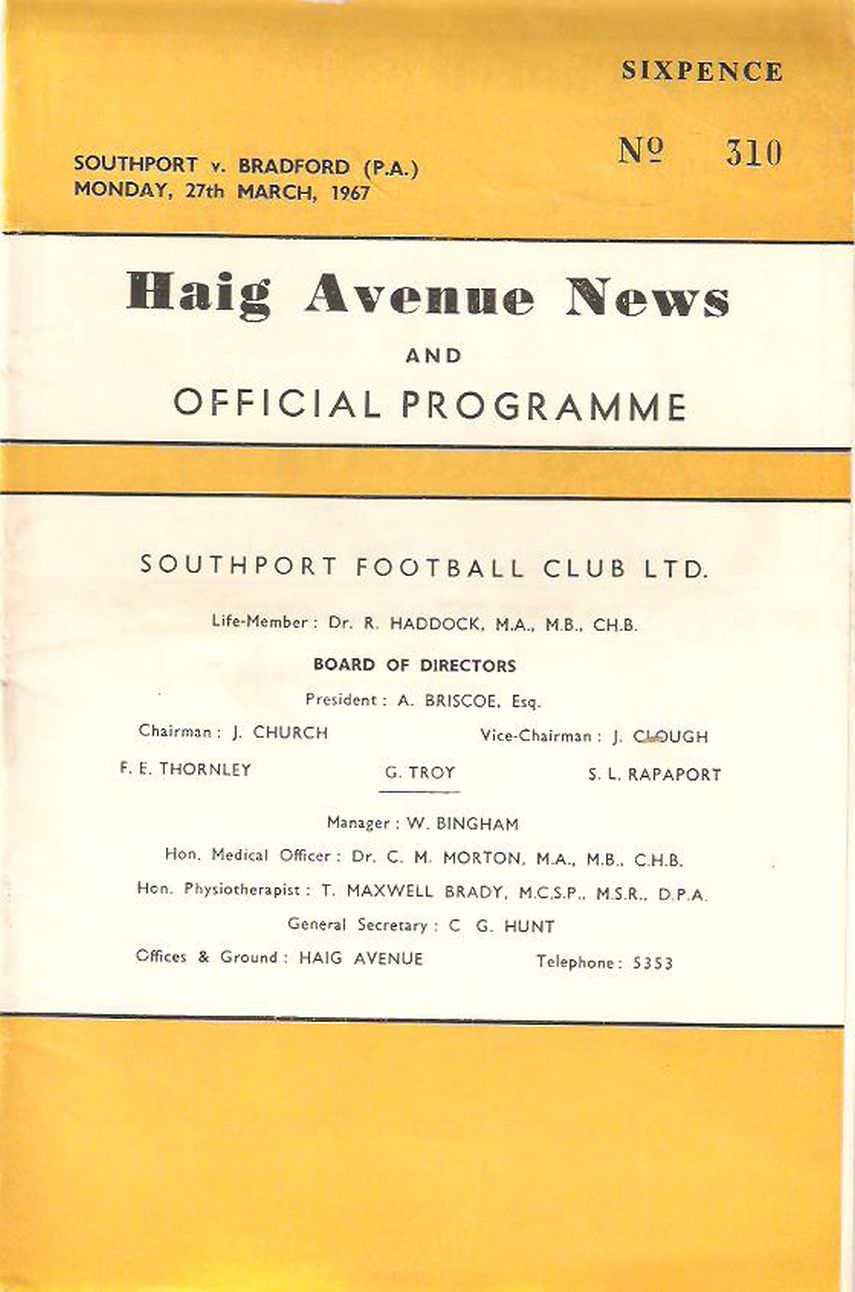 SIXPENCE
Nº 310
SOUTHPORT v. BRADFORD (P.A.)
MONDAY, 27th MARCH, 1967
Haig Avenue News
AND
OFFICIAL PROGRAMME
SOUTHPORT FOOTBALL CLUB LTD.
Life-Member : Dr. R. HADDOCK, M.A., M.B., CH.B.
BOARD OF DIRECTORS
President : A. BRISCOE, Esq.
Chairman : J. CHURCH Vice-Chairman : J. CLOUGH
F. E. THORNLEY G. TROY S. L. RAPAPORT
Manager : W. BINGHAM
Hon. Medical Officer : Dr. C. M. MORTON, M.A., M.B., C.H.B.
Hon. Physiotherapist : T. MAXWELL BRADY, M.C.S.P., M.S.R., D.P.A.
General Secretary : C G. HUNT
Offices & Ground : HAIG AVENUE Telephone : 5353